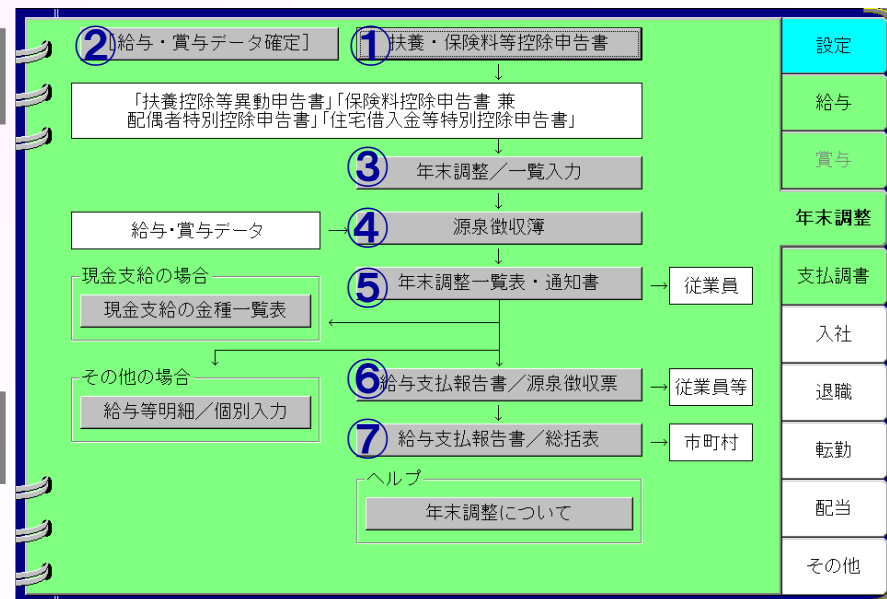 ②[給与・賞与データ確定]
①扶養・保険料等控除申告書
「扶養控除等異動申告書」「保険料控除申告書 兼
配偶者特別控除申告書」「住宅借入金等特別控除申告書」
③年末調整／一覧入力
給与・賞与データ
④源泉徴収簿
現金支給の場合
現金支給の金種一覧表
⑤年末調整一覧表・通知書
従業員
その他の場合
給与等明細／個別入力
⑥給与支払報告書／源泉徴収票
従業員等
⑦給与支払報告書／総括表
市町村
ヘルプ
年末調整について
設定
給与
賞与
年末調整
支払調書
入社
退職
転勤
配当
その他